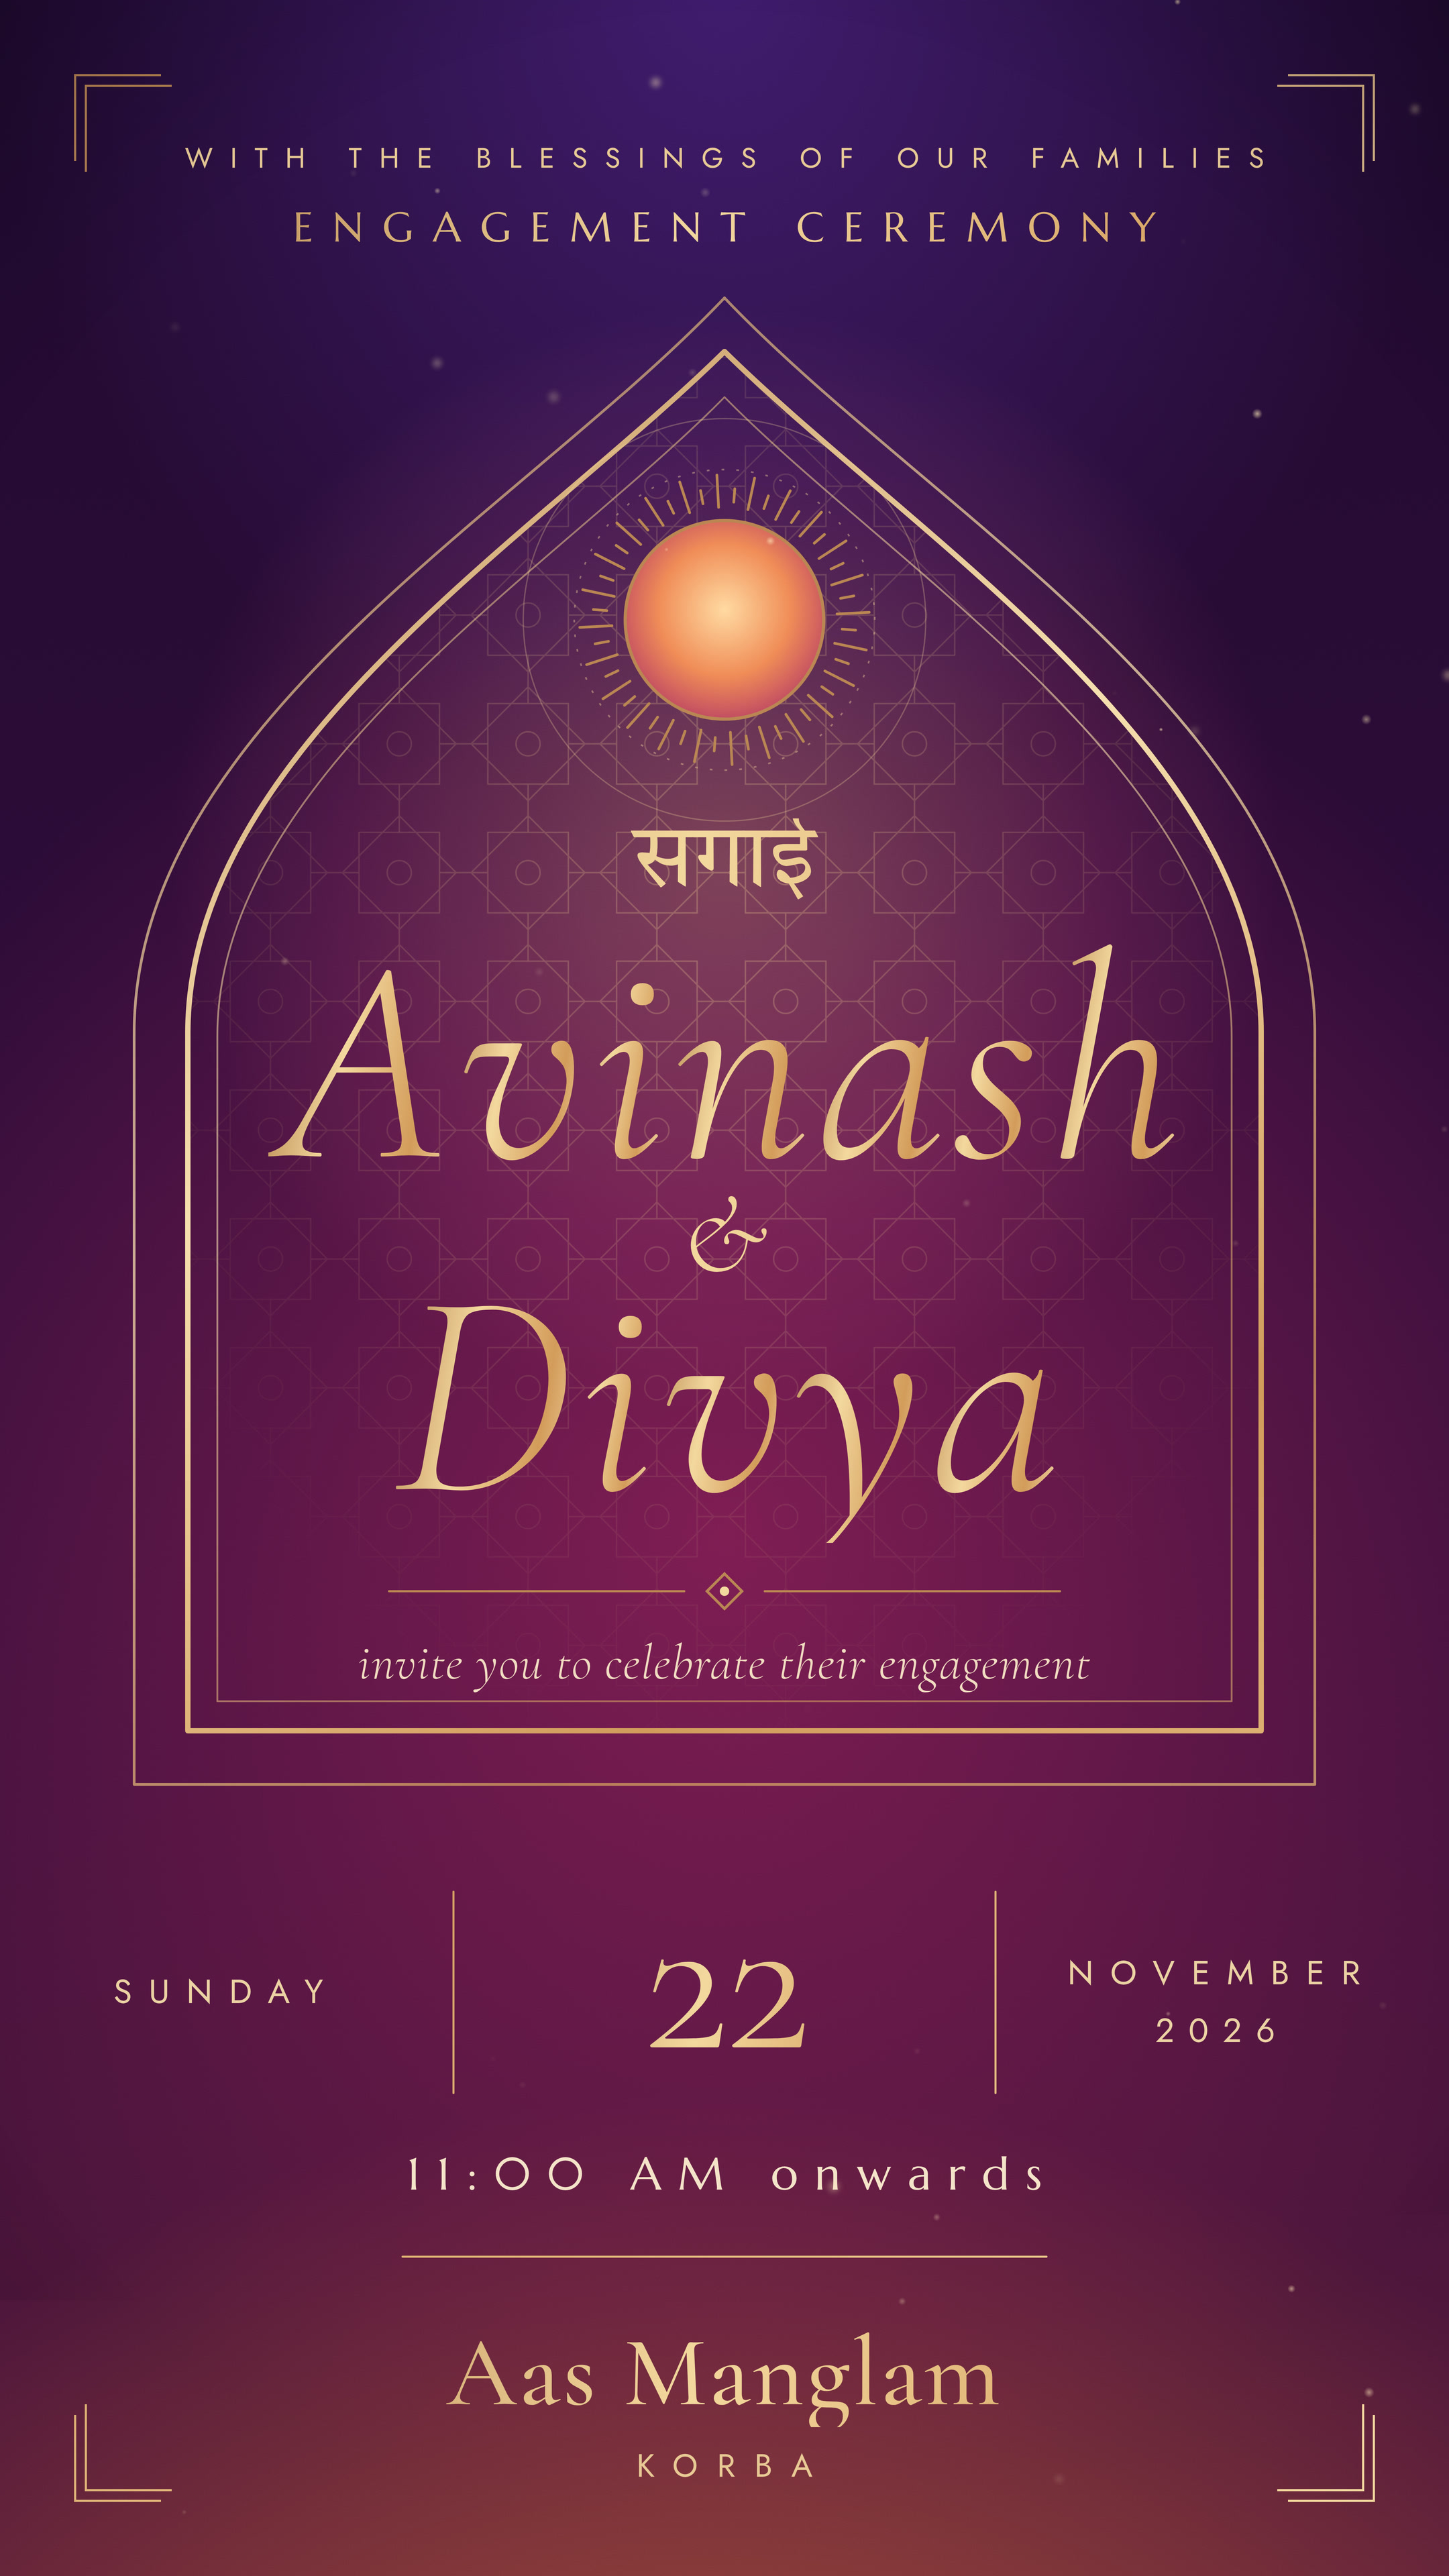 WITH THE BLESSINGS OF OUR FAMILIES
ENGAGEMENT CEREMONY
सगाई
Avinash
&
Divya
invite you to celebrate their engagement
SUNDAY
22
NOVEMBER
2026
11:00 AM onwards
Aas Manglam
KORBA